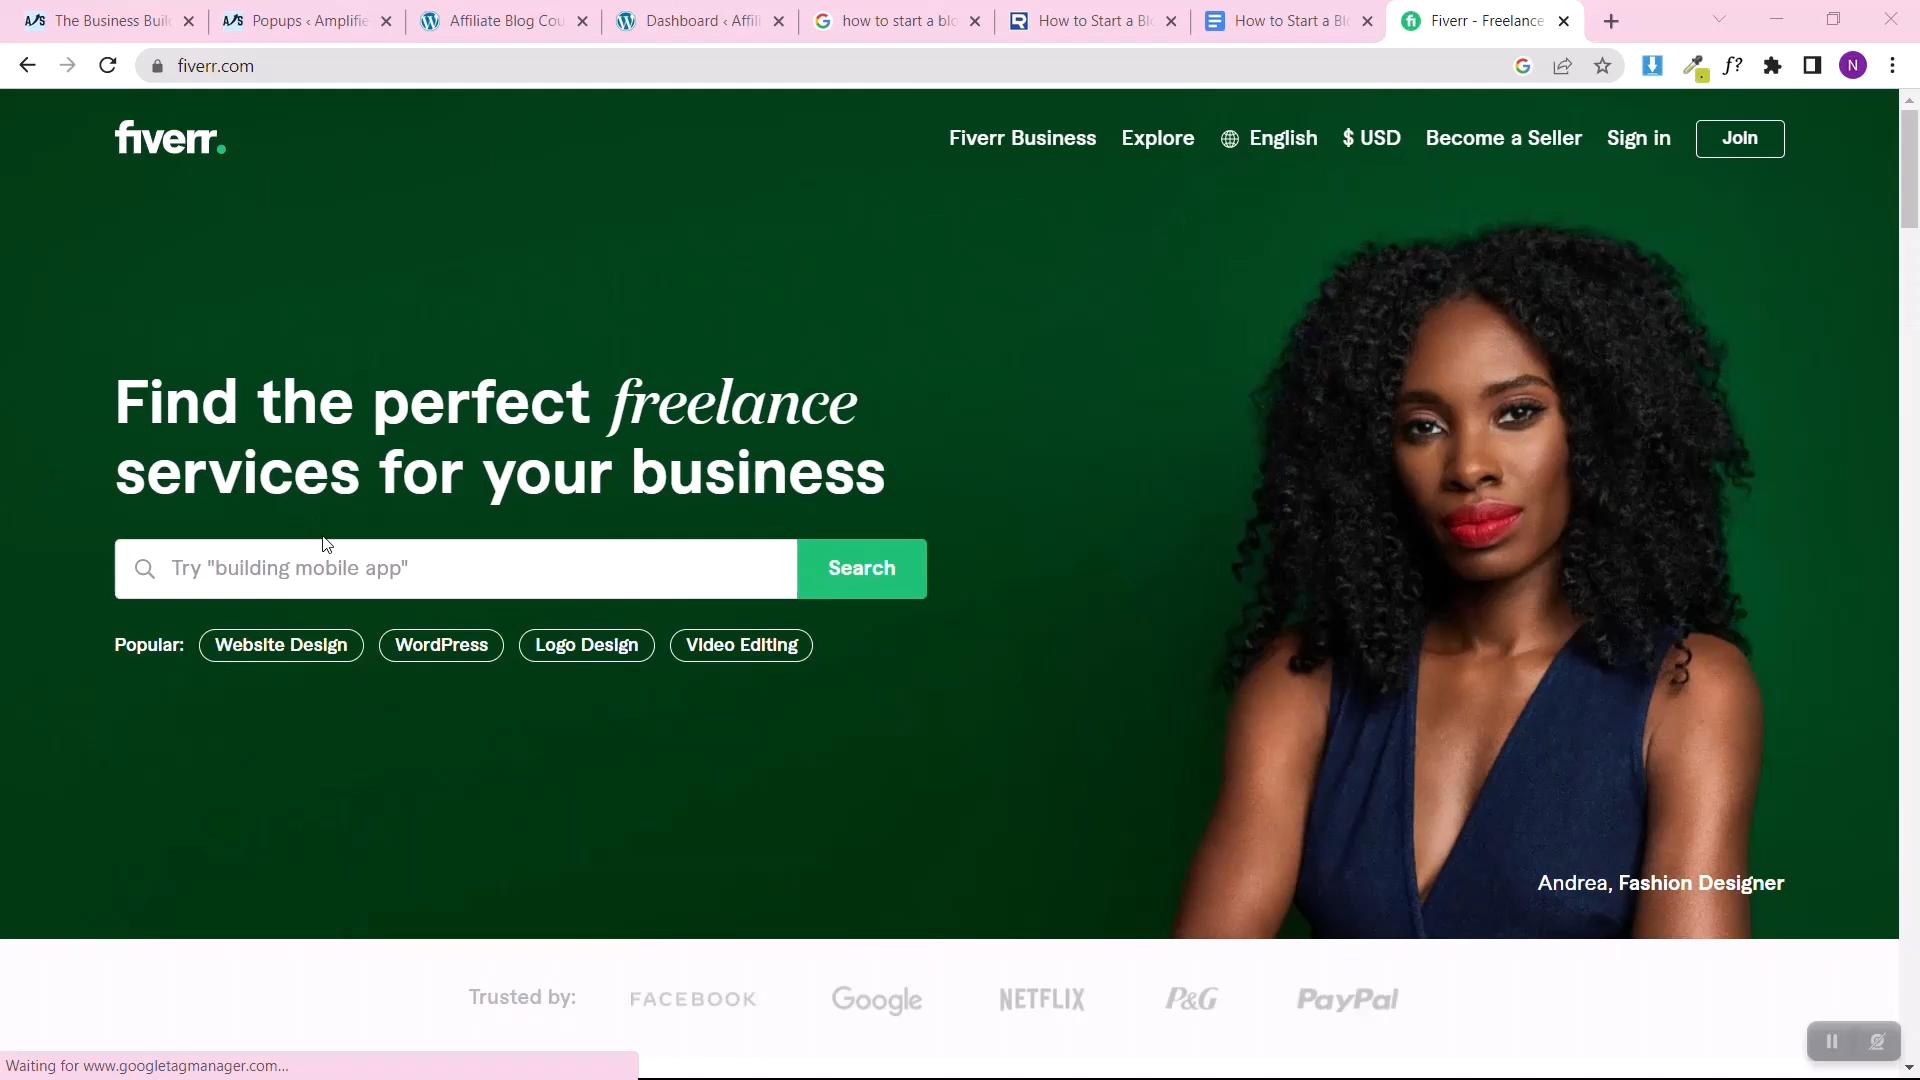 The Business Buil
Popups ‹ Amplifie
Affiliate Blog Cou
Dashboard ‹ Affili
how to start a blo
How to Start a Blo
How to Start a Bl
Fiverr - Freelance
fiverr.com
f?
N
fiverr.
Fiverr Business
Explore
English
$ USD
Become a Seller
Sign in
Join
Find the perfect freelance
services for your business
Try "building mobile app"
Search
Popular:
Website Design
WordPress
Logo Design
Video Editing
Andrea, Fashion Designer
Trusted by:
FACEBOOK
Google
NETFLIX
P&G
PayPal
Waiting for www.googletagmanager.com...